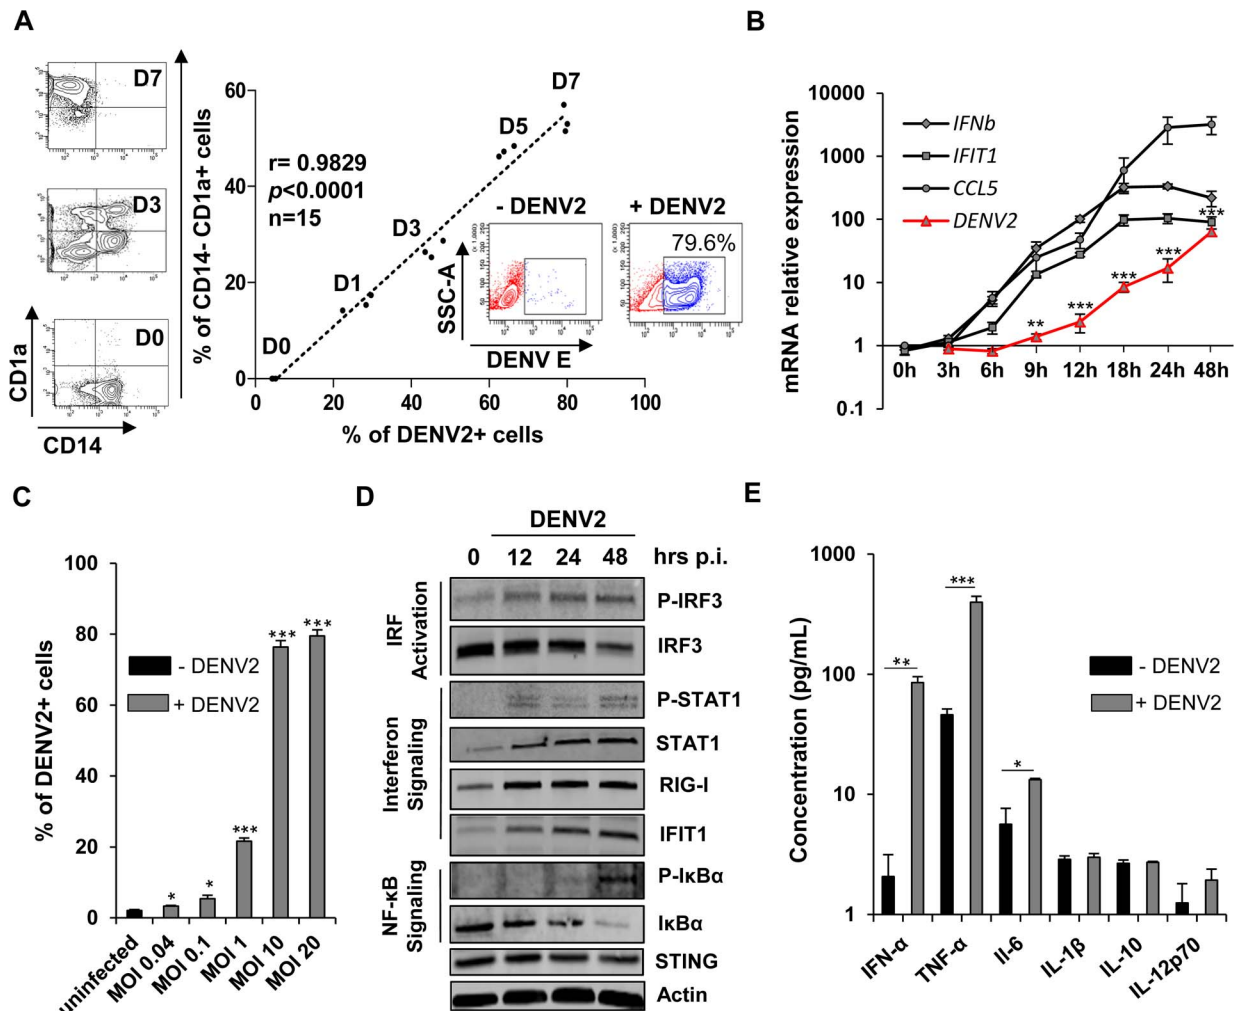 A
D7
D3
D0
CD1a
CD14
% of CD14- CD1a+ cells
60
40
20
0
0
20
40
60
80
100
% of DENV2+ cells
r= 0.9829
p<0.0001
n=15
D0
D1
D3
D5
D7
- DENV2
+ DENV2
79.6%
SSC-A
DENV E
B
mRNA relative expression
10000
1000
100
10
1
0.1
IFNb
IFIT1
CCL5
DENV2
**
***
***
***
***
0h
3h
6h
9h
12h
18h
24h
48h
C
% of DENV2+ cells
100
80
60
40
20
0
- DENV2
+ DENV2
*
*
***
***
***
uninfected
MOI 0.04
MOI 0.1
MOI 1
MOI 10
MOI 20
D
DENV2
0 12 24 48 hrs p.i.
IRF
Activation
P-IRF3
IRF3
Interferon
Signaling
P-STAT1
STAT1
RIG-I
IFIT1
NF-κB
Signaling
P-IκBα
IκBα
STING
Actin
E
Concentration (pg/mL)
1000
100
10
1
**
***
*
- DENV2
+ DENV2
IFN-α
TNF-α
Il-6
IL-1β
IL-10
IL-12p70